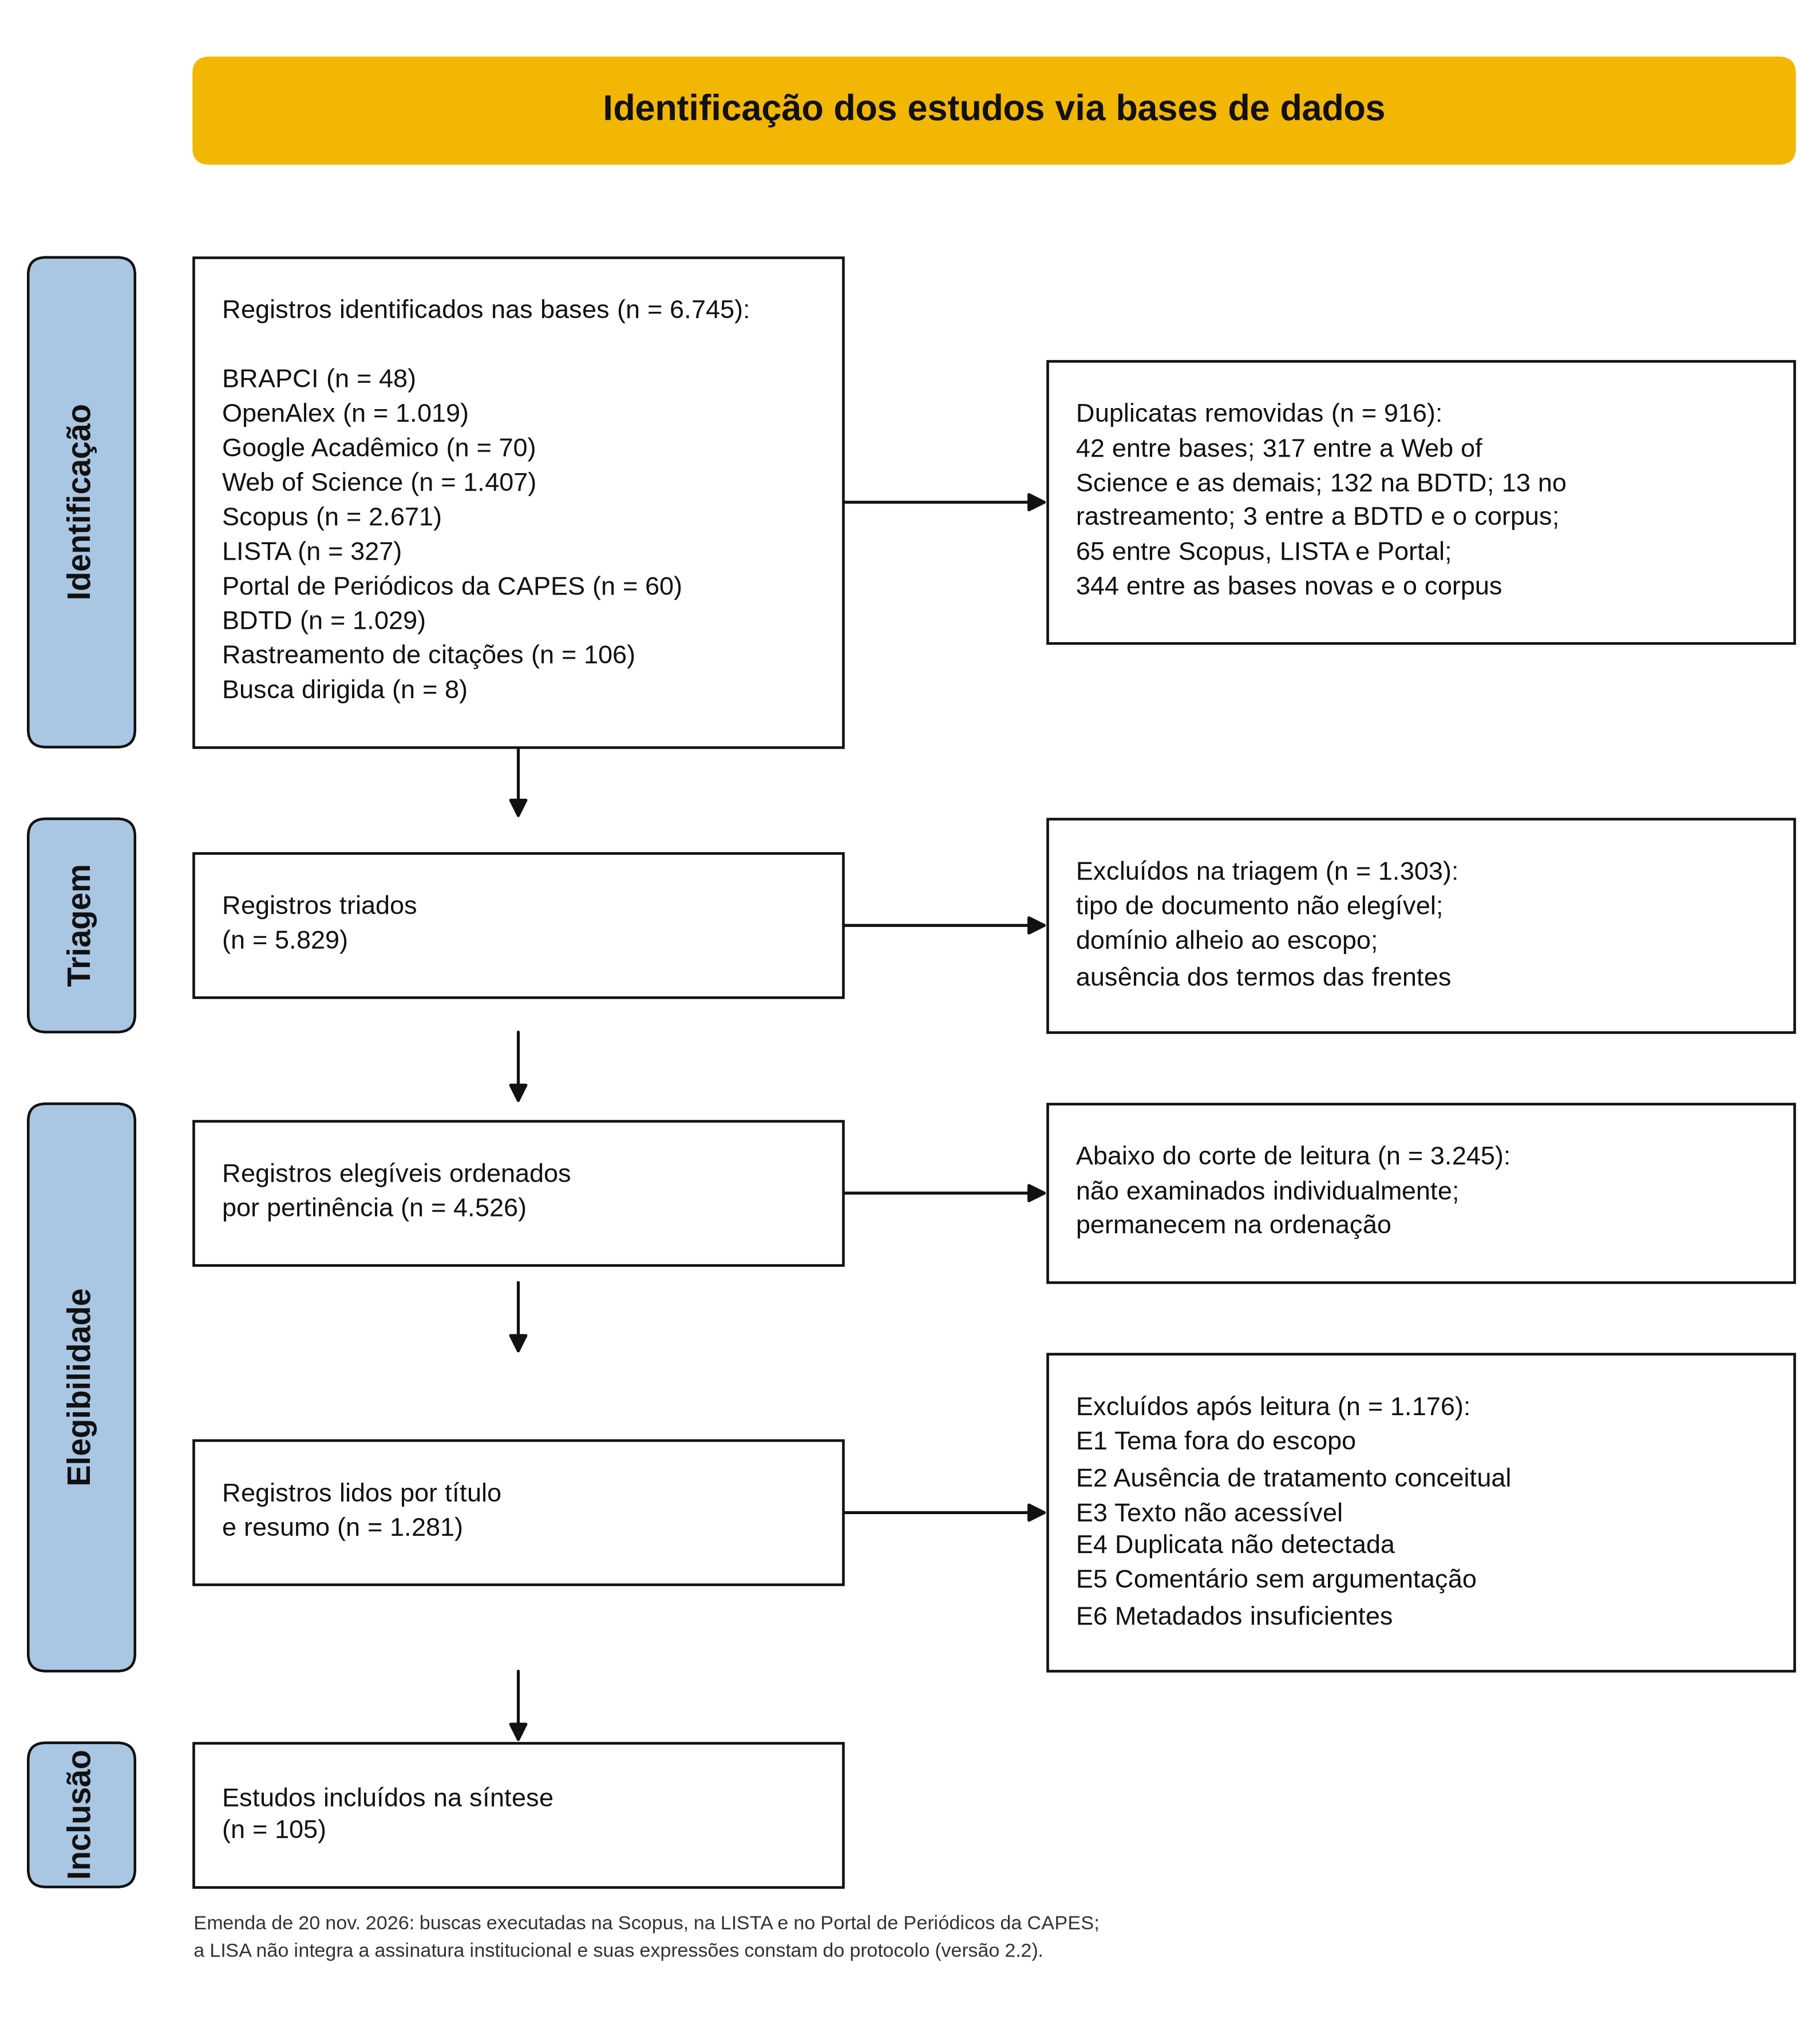 Identificação dos estudos via bases de dados
Identificação
Registros identificados nas bases (n = 6.745):
BRAPCI (n = 48)
OpenAlex (n = 1.019)
Google Acadêmico (n = 70)
Web of Science (n = 1.407)
Scopus (n = 2.671)
LISTA (n = 327)
Portal de Periódicos da CAPES (n = 60)
BDTD (n = 1.029)
Rastreamento de citações (n = 106)
Busca dirigida (n = 8)
Duplicatas removidas (n = 916):
42 entre bases; 317 entre a Web of
Science e as demais; 132 na BDTD; 13 no
rastreamento; 3 entre a BDTD e o corpus;
65 entre Scopus, LISTA e Portal;
344 entre as bases novas e o corpus
Triagem
Registros triados
(n = 5.829)
Excluídos na triagem (n = 1.303):
tipo de documento não elegível;
domínio alheio ao escopo;
ausência dos termos das frentes
Elegibilidade
Registros elegíveis ordenados
por pertinência (n = 4.526)
Abaixo do corte de leitura (n = 3.245):
não examinados individualmente;
permanecem na ordenação
Registros lidos por título
e resumo (n = 1.281)
Excluídos após leitura (n = 1.176):
E1 Tema fora do escopo
E2 Ausência de tratamento conceitual
E3 Texto não acessível
E4 Duplicata não detectada
E5 Comentário sem argumentação
E6 Metadados insuficientes
Inclusão
Estudos incluídos na síntese
(n = 105)
Emenda de 20 nov. 2026: buscas executadas na Scopus, na LISTA e no Portal de Periódicos da CAPES;
a LISA não integra a assinatura institucional e suas expressões constam do protocolo (versão 2.2).